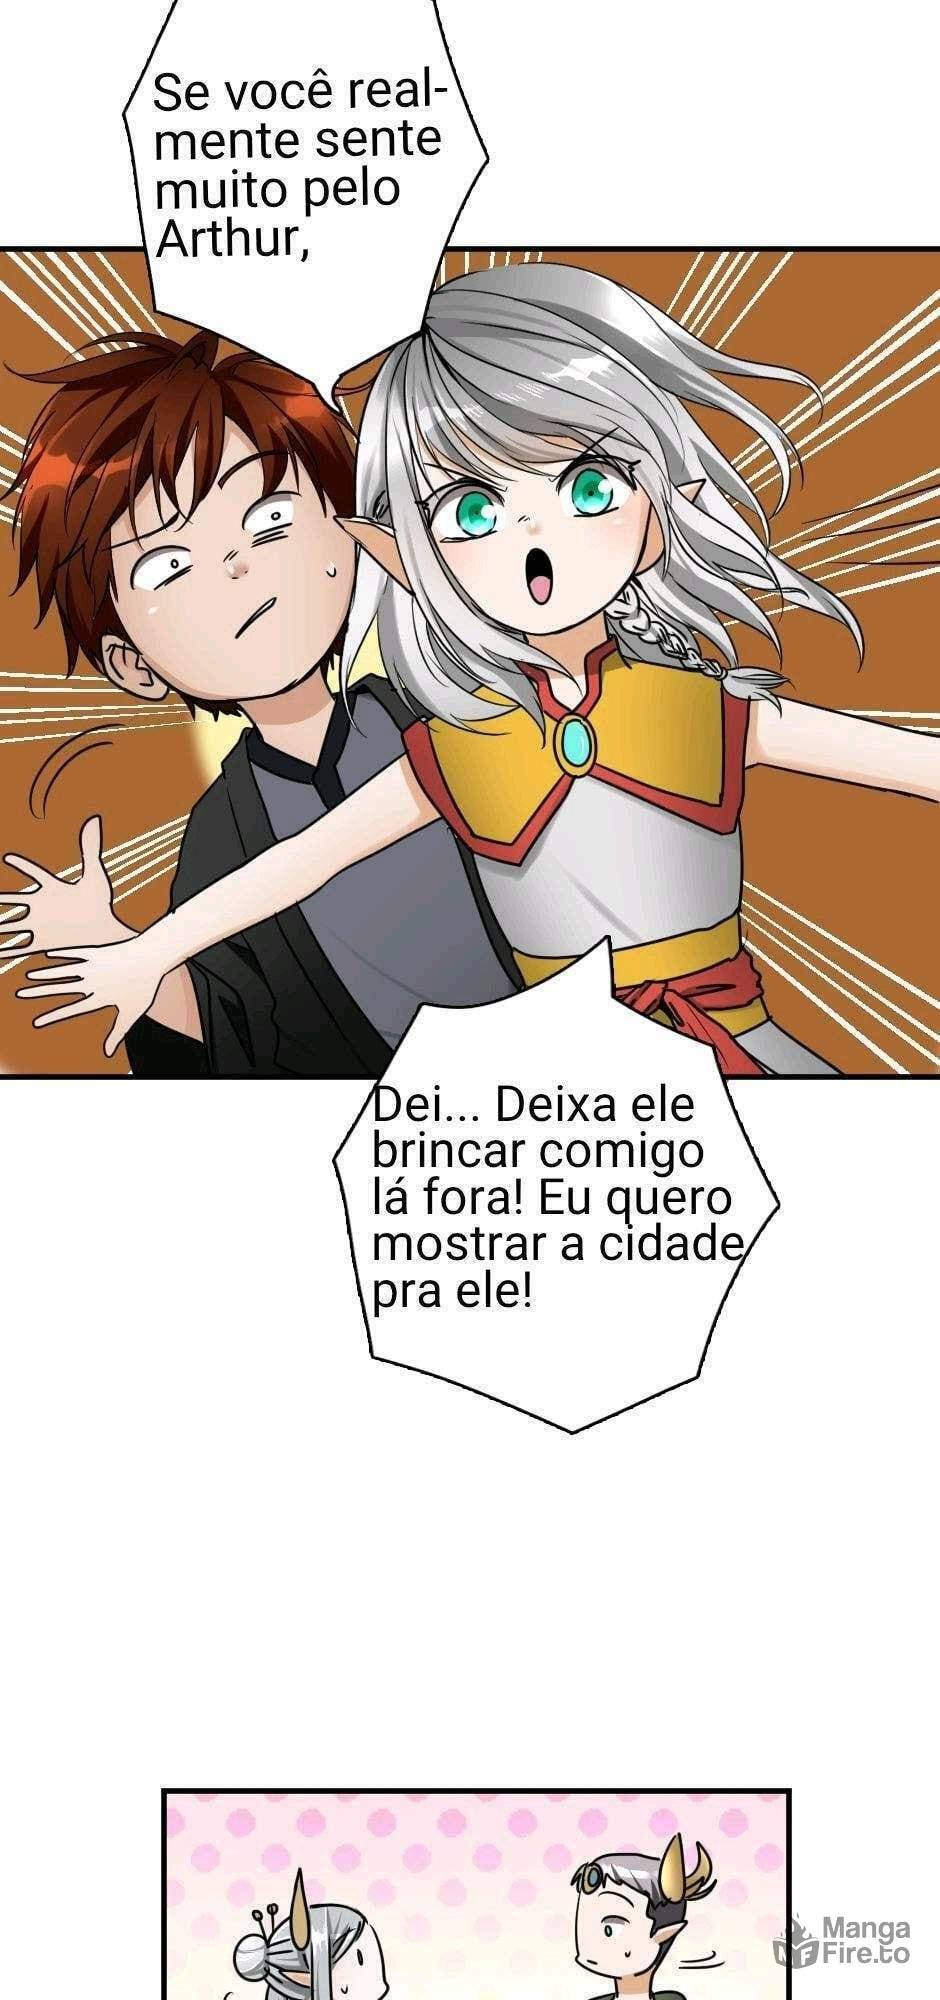 Se você real-
mente sente
muito pelo
Arthur,
Dei... Deixa ele
brincar comigo
lá fora! Eu quero
mostrar a cidade
pra ele!
Manga
Fire.to